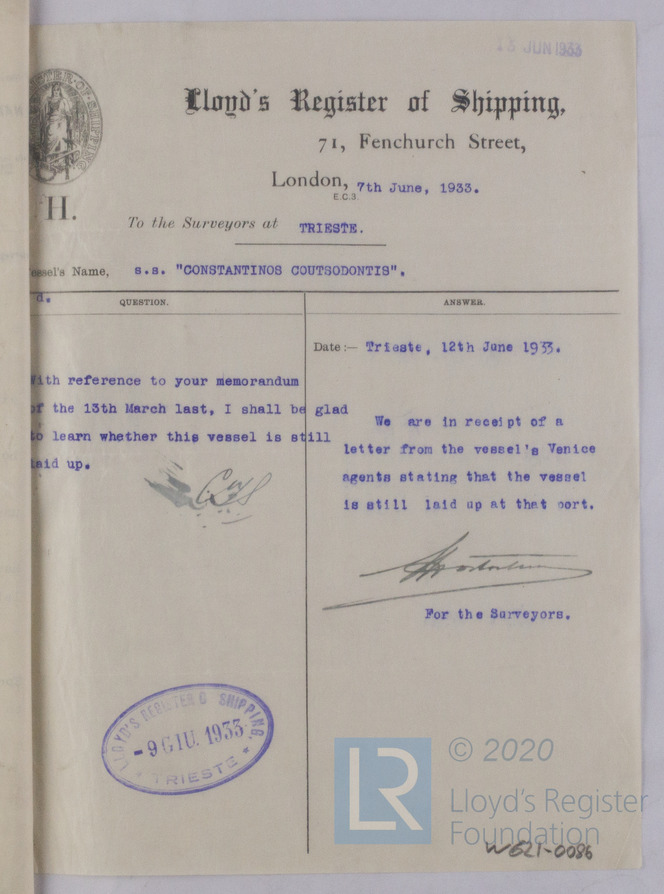 13 JUN 1933
Lloyd's Register of Shipping,
71, Fenchurch Street,
London, 7th June, 1933.
E.C.3.
H.
To the Surveyors at TRIESTE.
essel's Name, s.s. "CONSTANTINOS COUTSODONTIS".
d.
QUESTION.
With reference to your memorandum
of the 13th March last, I shall be glad
to learn whether this vessel is still
laid up.
ANSWER.
Date:— Trieste, 12th June 1933.
We are in receipt of a
letter from the vessel's Venice
agents stating that the vessel
is still laid up at that port.
For the Surveyors.
LLOYD'S REGISTER OF SHIPPING.
-9 GIU. 1933
* TRIESTE *
LR © 2020
Lloyd's Register
Foundation
W621-0086